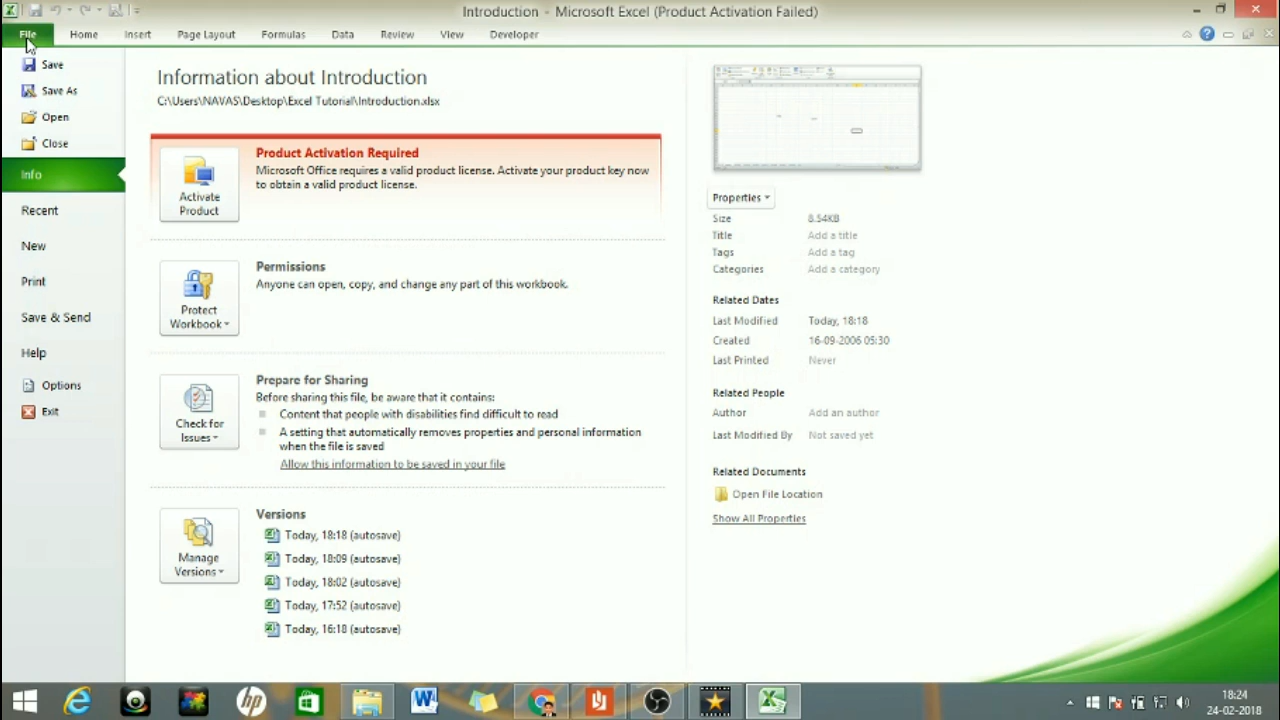 Introduction - Microsoft Excel (Product Activation Failed)
File Home Insert Page Layout Formulas Data Review View Developer
Save
Save As
Open
Close
Info
Recent
New
Print
Save & Send
Help
Options
Exit
Information about Introduction
C:\Users\NAVAS\Desktop\Excel Tutorial\Introduction.xlsx
Activate
Product
Product Activation Required
Microsoft Office requires a valid product license. Activate your product key now
to obtain a valid product license.
Protect
Workbook
Permissions
Anyone can open, copy, and change any part of this workbook.
Check for
Issues
Prepare for Sharing
Before sharing this file, be aware that it contains:
Content that people with disabilities find difficult to read
A setting that automatically removes properties and personal information
when the file is saved
Allow this information to be saved in your file
Manage
Versions
Versions
Today, 18:18 (autosave)
Today, 18:09 (autosave)
Today, 18:02 (autosave)
Today, 17:52 (autosave)
Today, 16:18 (autosave)
Properties
Size 8.54KB
Title Add a title
Tags Add a tag
Categories Add a category
Related Dates
Last Modified Today, 18:18
Created 16-09-2006 05:30
Last Printed Never
Related People
Author Add an author
Last Modified By Not saved yet
Related Documents
Open File Location
Show All Properties
hp
18:24
24-02-2018